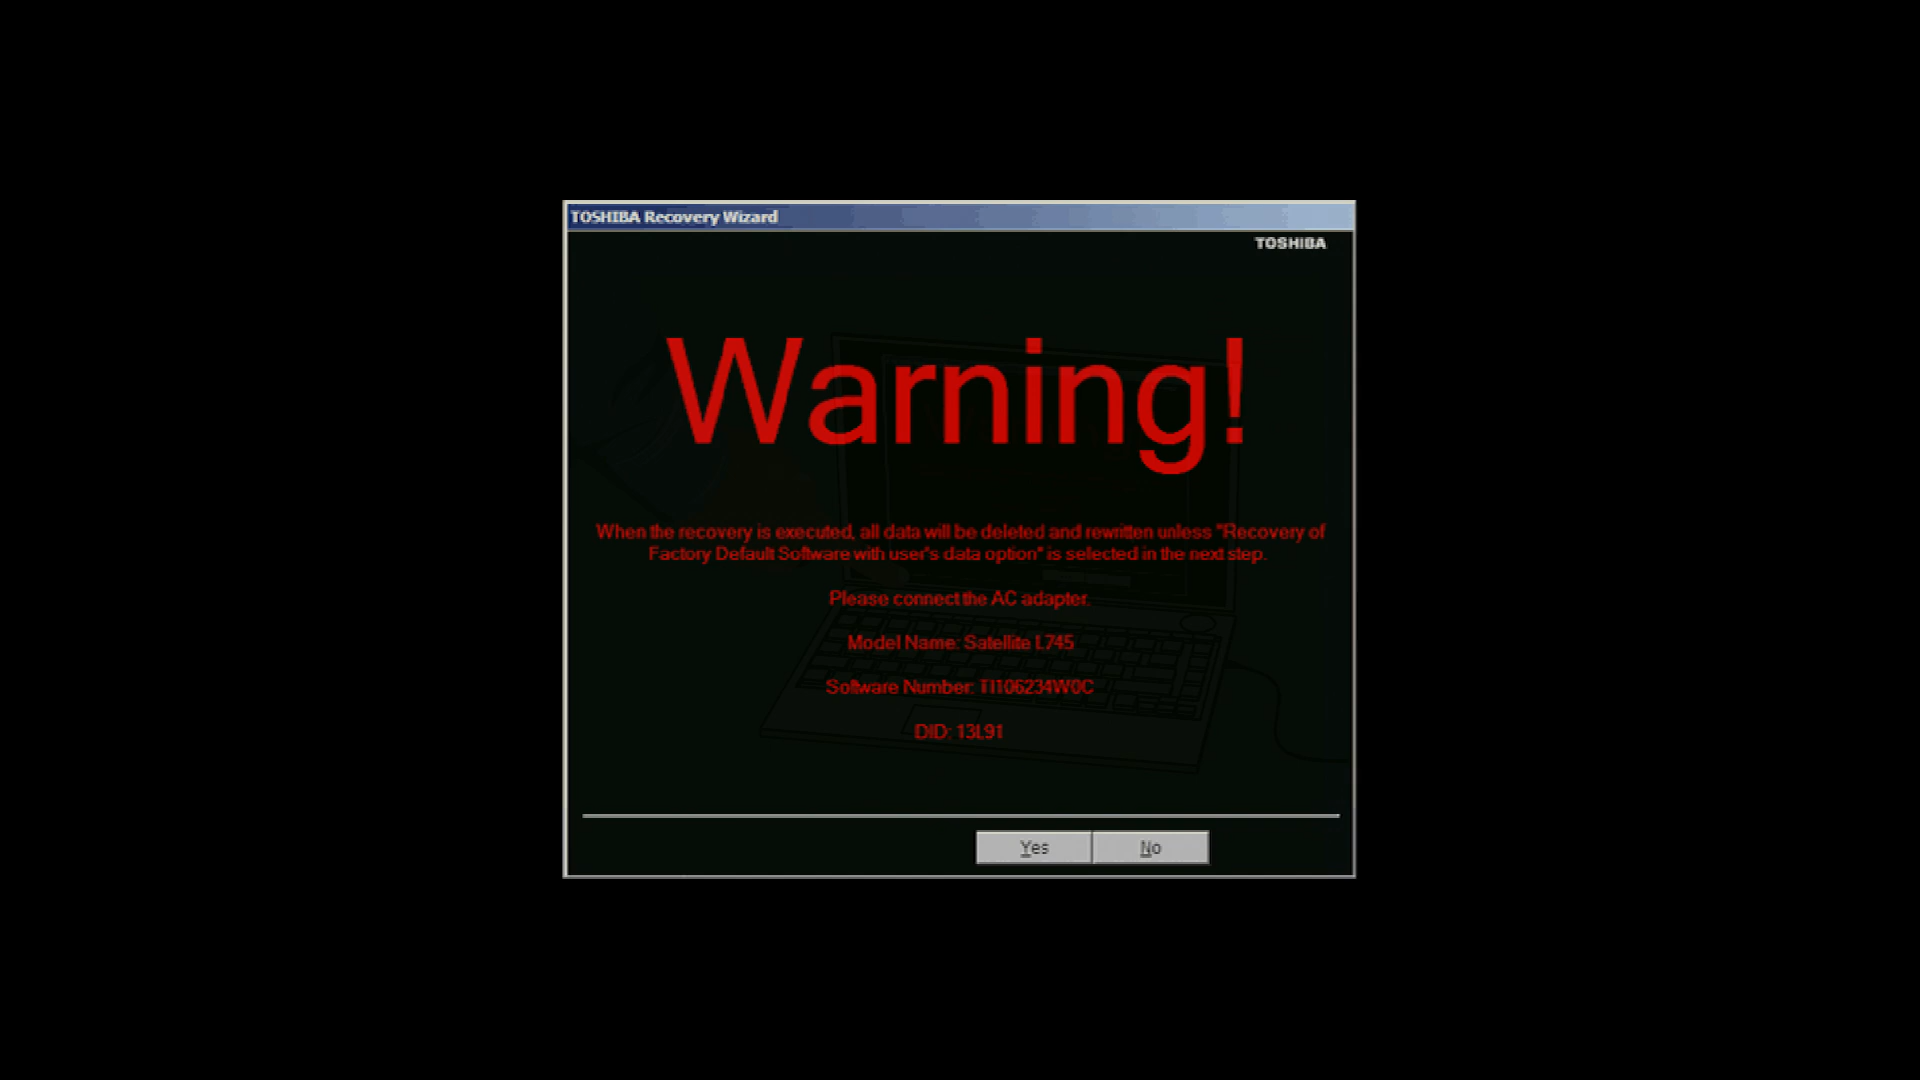 TOSHIBA Recovery Wizard
TOSHIBA
Warning!
When the recovery is executed, all data will be deleted and rewritten unless "Recovery of
Factory Default Software with user's data option" is selected in the next step.
Please connect the AC adapter.
Model Name: Satellite L745
Software Number: TI106234W0C
DID: 13L91
Yes
No